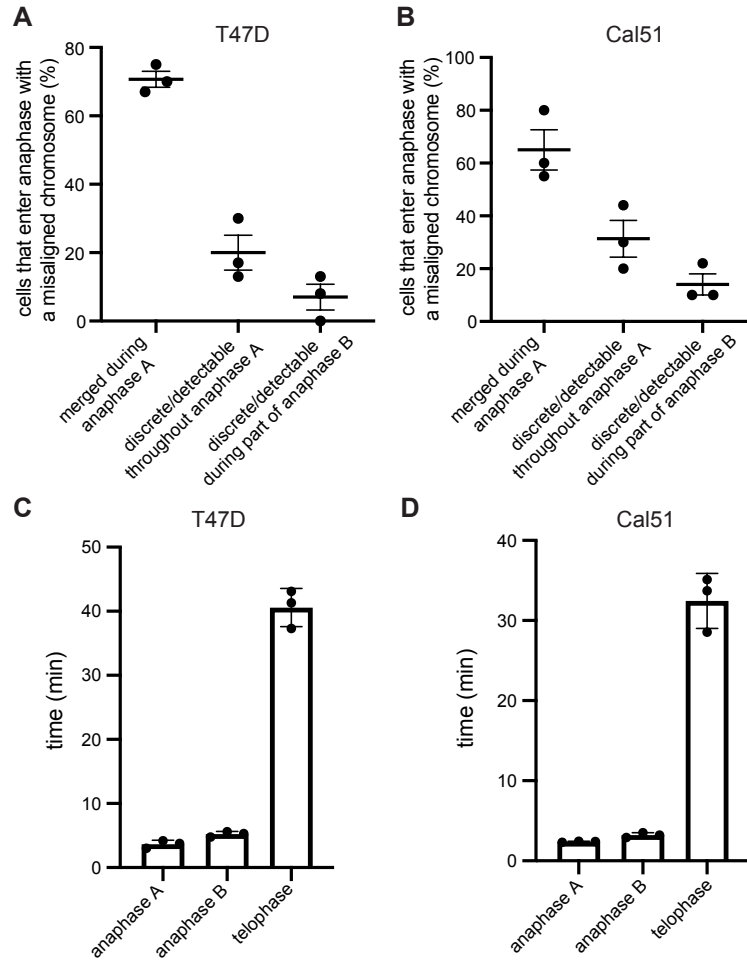 A
T47D
cells that enter anaphase with
a misaligned chromosome (%)
80
60
40
20
0
merged during
anaphase A
discrete/detectable
throughout anaphase A
discrete/detectable
during part of anaphase B
B
Cal51
cells that enter anaphase with
a misaligned chromosome (%)
100
80
60
40
20
0
merged during
anaphase A
discrete/detectable
throughout anaphase A
discrete/detectable
during part of anaphase B
C
T47D
time (min)
50
40
30
20
10
0
anaphase A
anaphase B
telophase
D
Cal51
time (min)
40
30
20
10
0
anaphase A
anaphase B
telophase